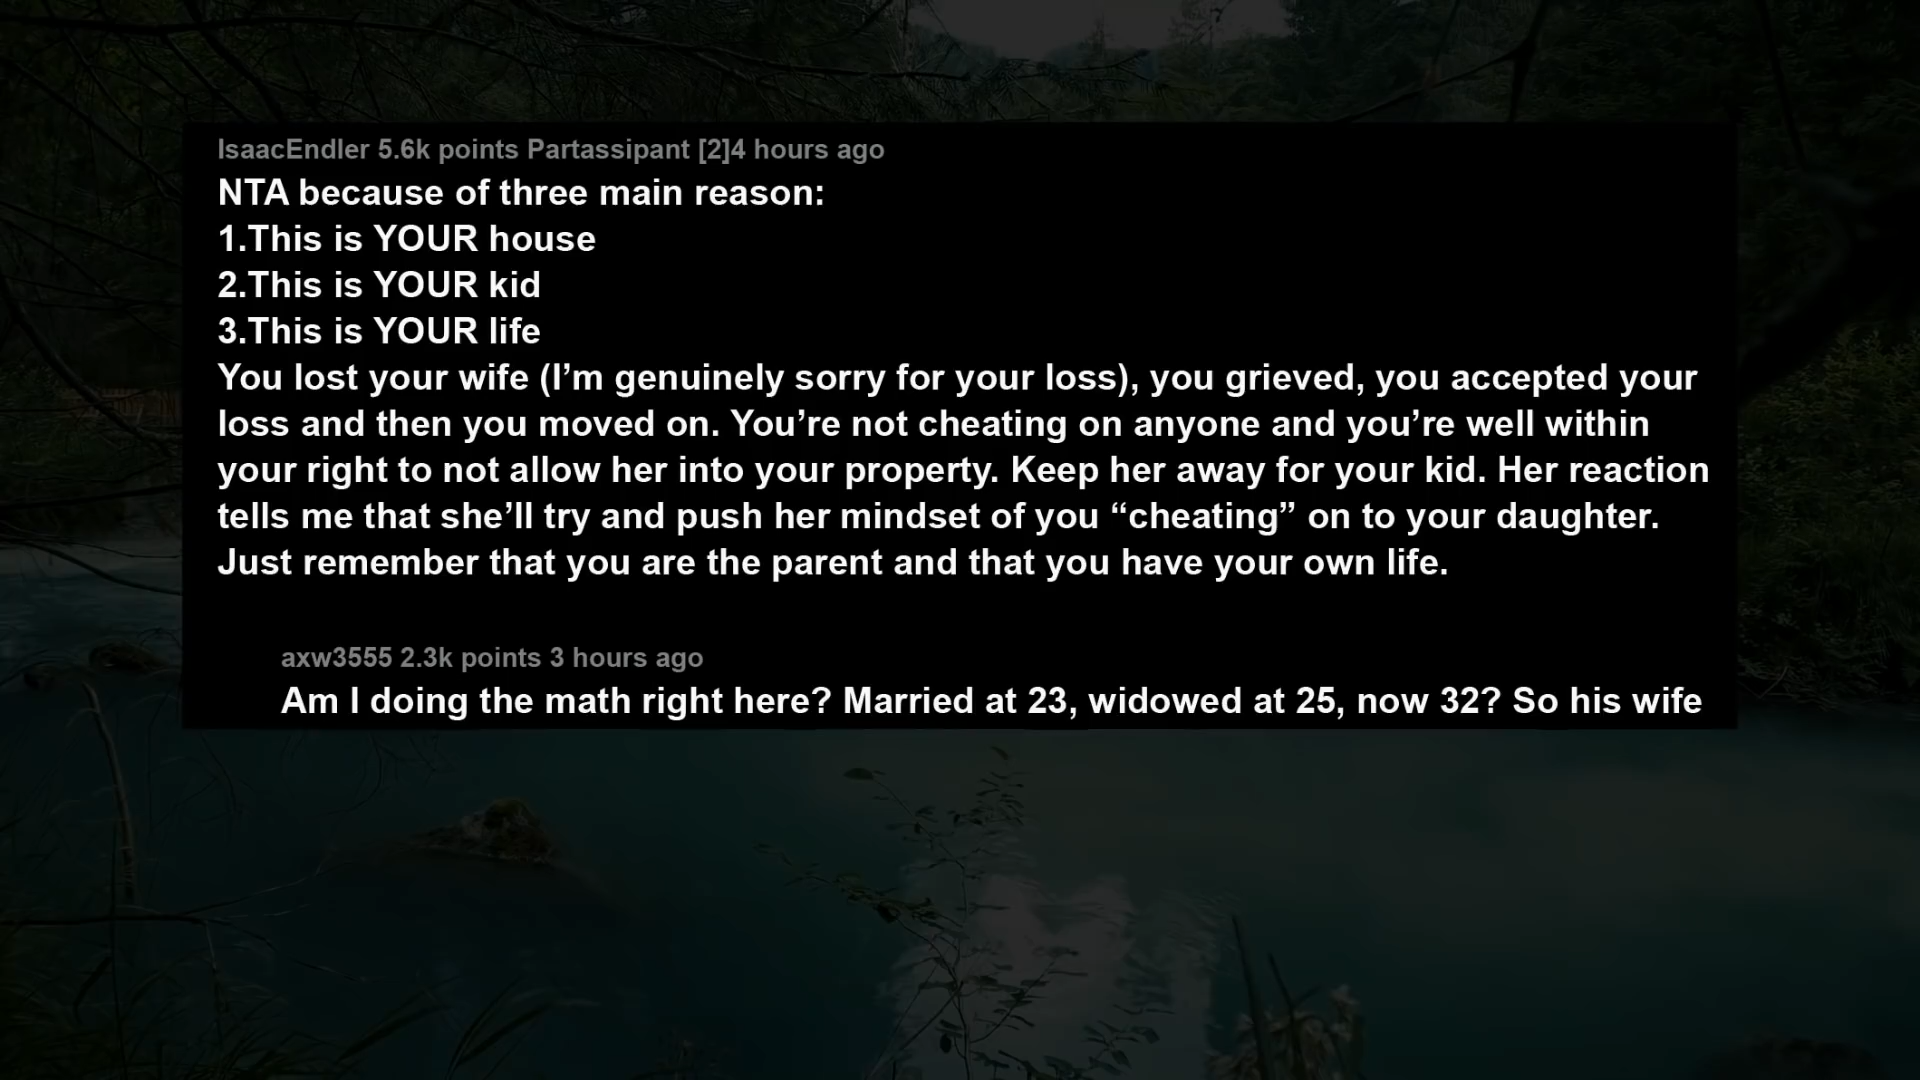 IsaacEndler 5.6k points Partassipant [2]4 hours ago
NTA because of three main reason:
1.This is YOUR house
2.This is YOUR kid
3.This is YOUR life
You lost your wife (I’m genuinely sorry for your loss), you grieved, you accepted your
loss and then you moved on. You’re not cheating on anyone and you’re well within
your right to not allow her into your property. Keep her away for your kid. Her reaction
tells me that she’ll try and push her mindset of you “cheating” on to your daughter.
Just remember that you are the parent and that you have your own life.
axw3555 2.3k points 3 hours ago
Am I doing the math right here? Married at 23, widowed at 25, now 32? So his wife